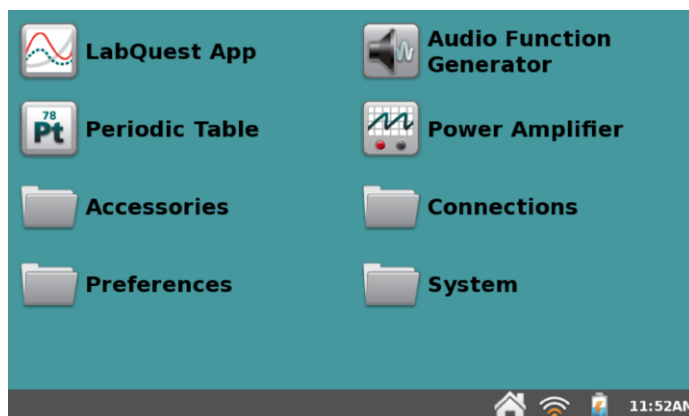 LabQuest App
Audio Function
Generator
78
Pt
Periodic Table
Power Amplifier
Accessories
Connections
Preferences
System
11:52AM